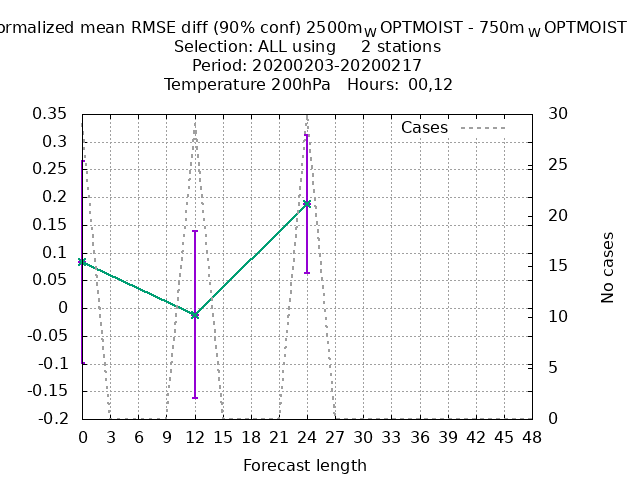 ormalized mean RMSE diff (90% conf) 2500m_W OPTMOIST - 750m_W OPTMOIST
Selection: ALL using 2 stations
Period: 20200203-20200217
Temperature 200hPa Hours: 00,12
Cases
0.35
0.3
0.25
0.2
0.15
0.1
0.05
0
-0.05
-0.1
-0.15
-0.2
30
25
20
15
10
5
0
No cases
0 3 6 9 12 15 18 21 24 27 30 33 36 39 42 45 48
Forecast length